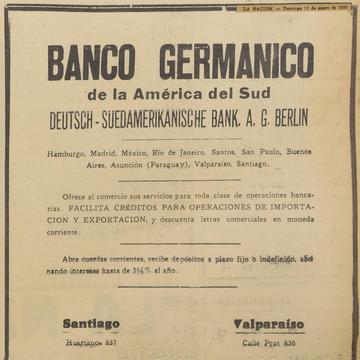 LA NACION. — Domingo 13 de enero de 1935
BANCO GERMANICO
de la América del Sud
DEUTSCH - SUEDAMERIKANISCHE BANK. A. G. BERLIN
Hamburgo, Madrid, México, Río de Janeiro, Santos, Sao Paulo, Buenos
Aires, Asunción (Paraguay), Valparaíso, Santiago.
Ofrece al comercio sus servicios para toda clase de operaciones banca-
rias. FACILITA CRÉDITOS PARA OPERACIONES DE IMPORTA-
CION Y EXPORTACION, y descuenta letras comerciales en moneda
corriente.
Abre cuentas corrientes, recibe depósitos a plazo fijo o indefinido, abo
nando intereses hasta de 3½% al año.
Santiago
Valparaíso
Huérfanos 837
Calle Prat 836